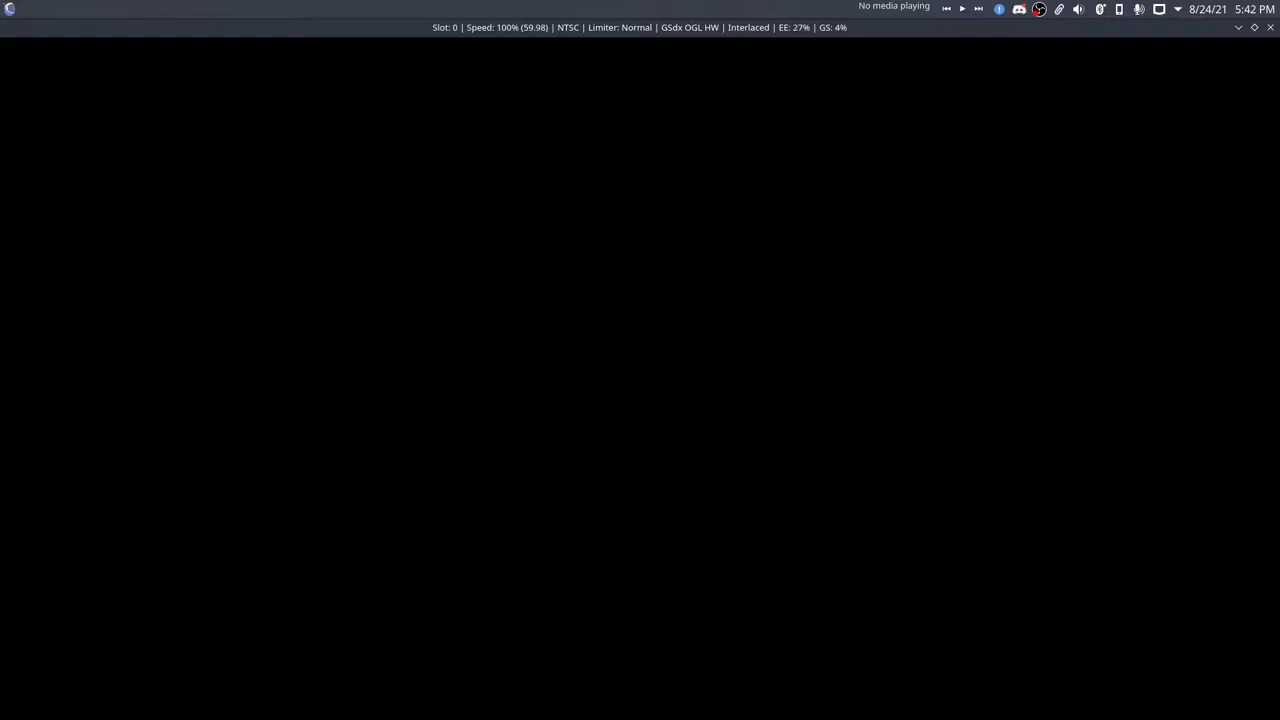 No media playing
8/24/21 5:42 PM
Slot: 0 | Speed: 100% (59.98) | NTSC | Limiter: Normal | GSdx OGL HW | Interlaced | EE: 27% | GS: 4%